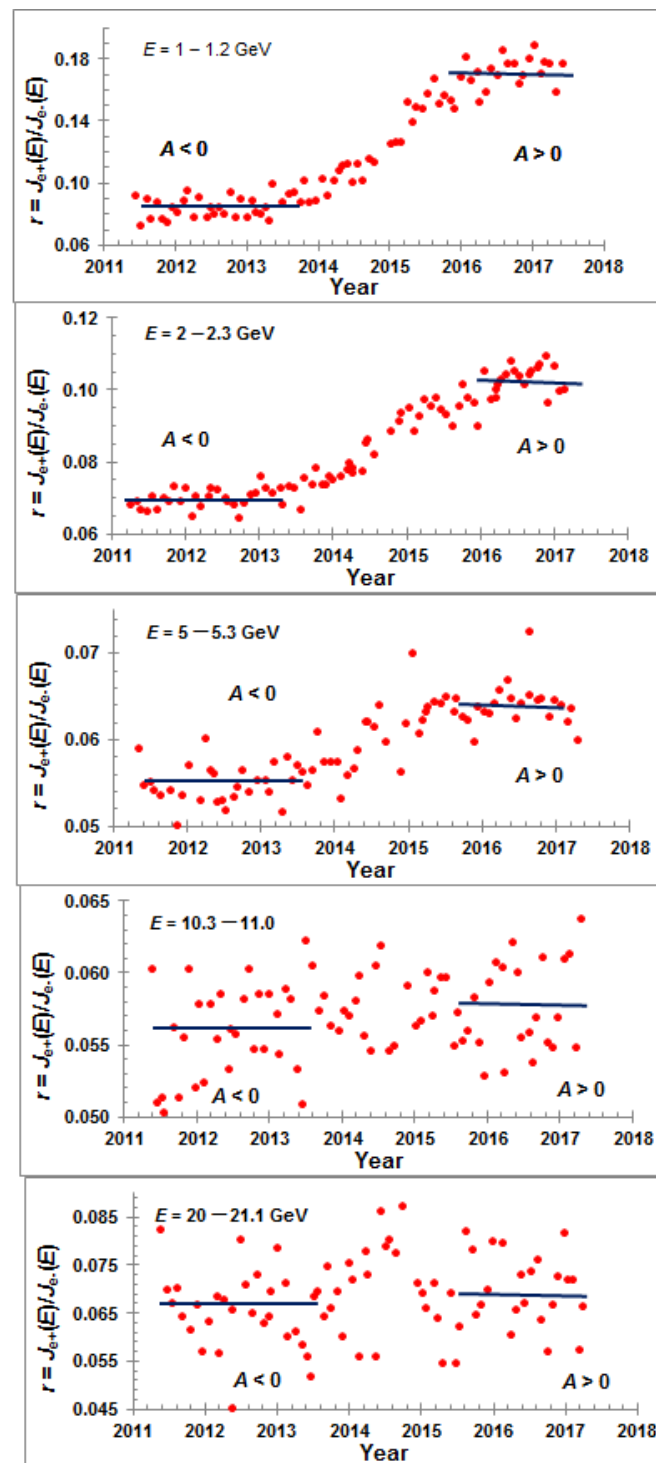 E = 1 – 1.2 GeV
r = Je+(E)/Je-(E)
0.18
0.14
0.10
0.06
A < 0
A > 0
2011 2012 2013 2014 2015 2016 2017 2018
Year
E = 2 – 2.3 GeV
r = Je+(E)/Je-(E)
0.12
0.10
0.08
0.06
A < 0
A > 0
2011 2012 2013 2014 2015 2016 2017 2018
Year
E = 5 – 5.3 GeV
r = Je+(E)/Je-(E)
0.07
0.06
0.05
A < 0
A > 0
2011 2012 2013 2014 2015 2016 2017 2018
Year
E = 10.3 – 11.0
r = Je+(E)/Je-(E)
0.065
0.060
0.055
0.050
A < 0
A > 0
2011 2012 2013 2014 2015 2016 2017 2018
Year
E = 20 – 21.1 GeV
r = Je+(E)/Je-(E)
0.085
0.075
0.065
0.055
0.045
A < 0
A > 0
2011 2012 2013 2014 2015 2016 2017 2018
Year